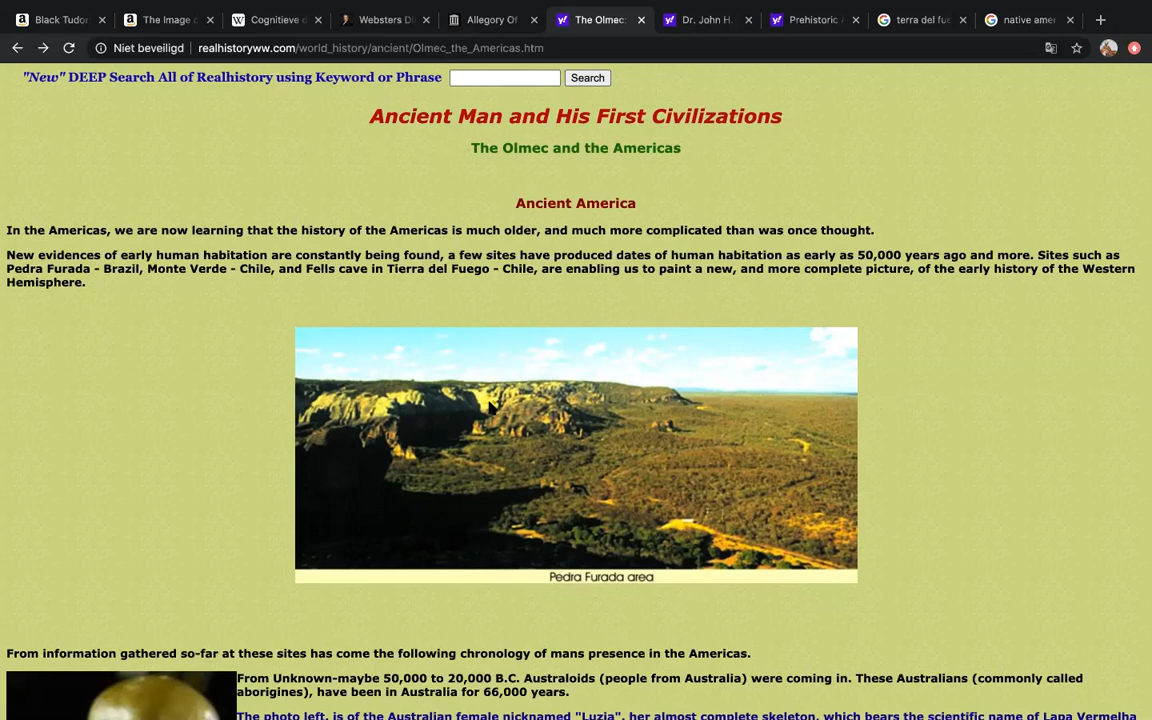 Black Tudor
The Image o
Cognitieve d
Websters Di
Allegory Of
The Olmec:
Dr. John H.
Prehistoric
terra del fue
native amer
Niet beveiligd
realhistoryww.com/world_history/ancient/Olmec_the_Americas.htm
"New" DEEP Search All of Realhistory using Keyword or Phrase Search
Ancient Man and His First Civilizations
The Olmec and the Americas
Ancient America
In the Americas, we are now learning that the history of the Americas is much older, and much more complicated than was once thought.
New evidences of early human habitation are constantly being found, a few sites have produced dates of human habitation as early as 50,000 years ago and more. Sites such as
Pedra Furada - Brazil, Monte Verde - Chile, and Fells cave in Tierra del Fuego - Chile, are enabling us to paint a new, and more complete picture, of the early history of the Western
Hemisphere.
Pedra Furada area
From information gathered so-far at these sites has come the following chronology of mans presence in the Americas.
From Unknown-maybe 50,000 to 20,000 B.C. Australoids (people from Australia) were coming in. These Australians (commonly called
aborigines), have been in Australia for 66,000 years.
The photo left, is of the Australian female nicknamed "Luzia", her almost complete skeleton, which bears the scientific name of Lapa Vermelha